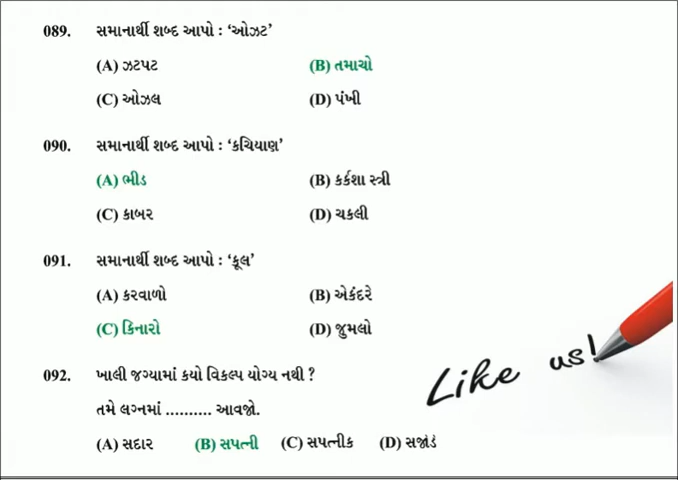 089. સમાનાર્થી શબ્દ આપો : ‘ઓઝટ’
(A) ઝટપટ (B) તમાચો
(C) ઓઝલ (D) પંખી
090. સમાનાર્થી શબ્દ આપો : ‘કચિયાણ’
(A) ભીડ (B) કર્કશા સ્ત્રી
(C) કાબર (D) ચકલી
091. સમાનાર્થી શબ્દ આપો : ‘કૂલ’
(A) કરવાળો (B) એકંદરે
(C) કિનારો (D) જુમલો
092. ખાલી જગ્યામાં કયો વિકલ્પ યોગ્ય નથી ?
તમે લગ્નમાં .......... આવજો.
(A) સદાર (B) સપત્ની (C) સપત્નીક (D) સજોડે
Like us!